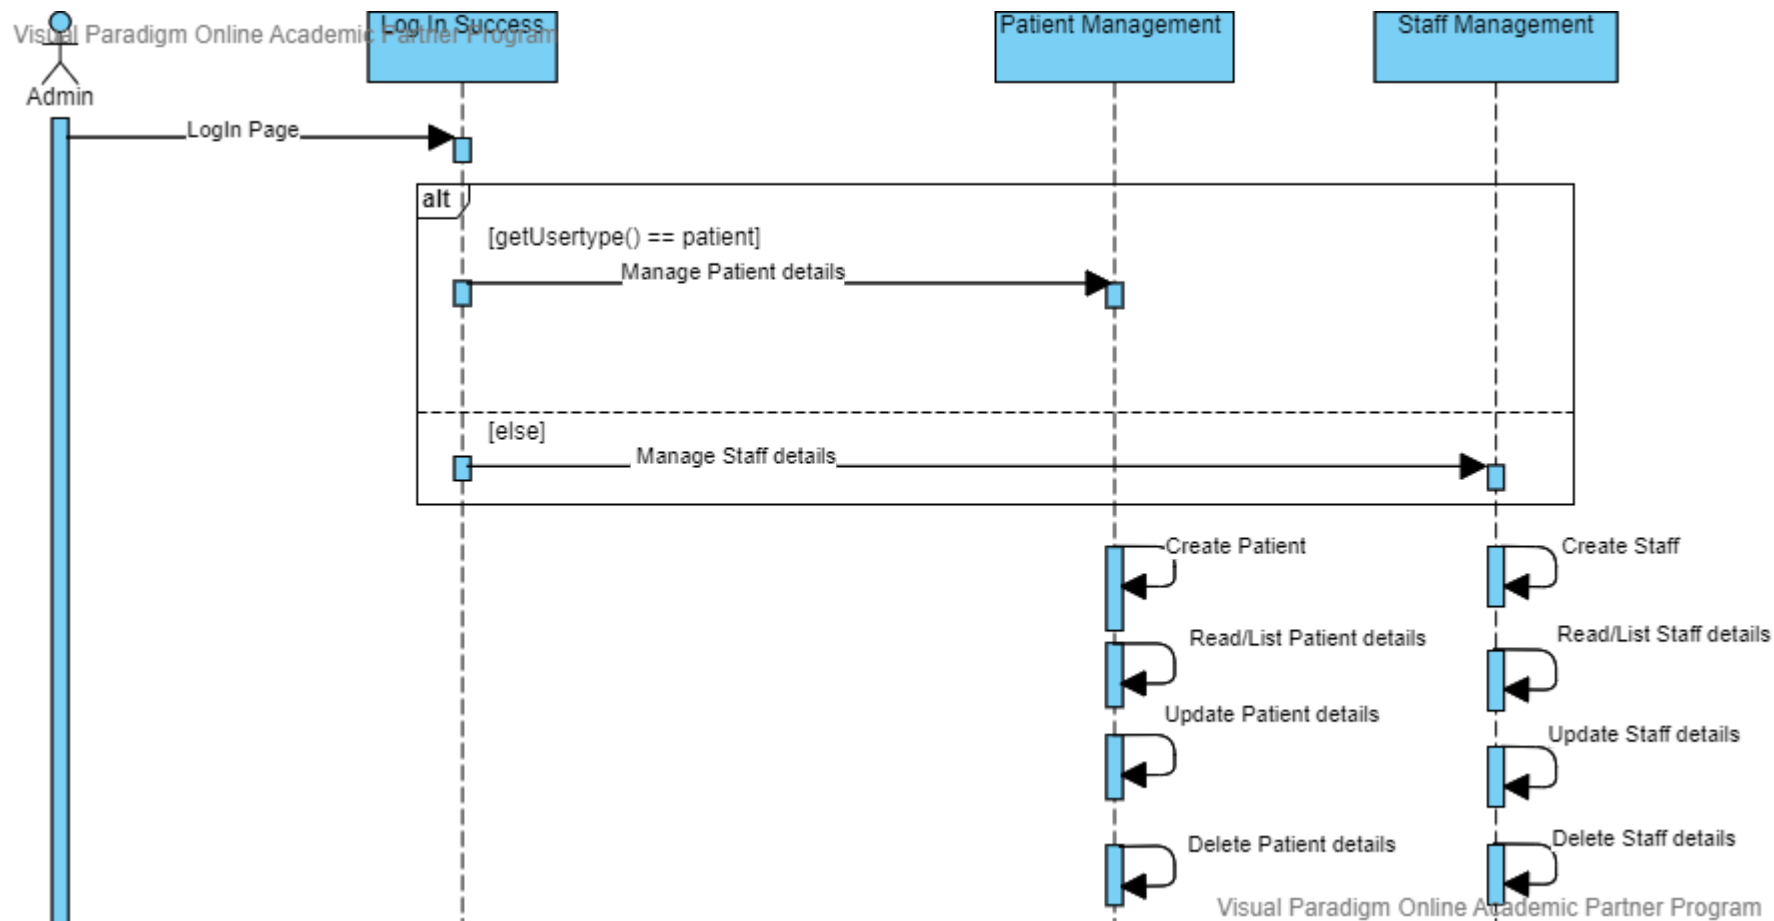 Visual Paradigm Online Academic Partner Program
Log In Success
Patient Management
Staff Management
Admin
LogIn Page
alt
[getUsertype() == patient]
Manage Patient details
[else]
Manage Staff details
Create Patient
Create Staff
Read/List Patient details
Read/List Staff details
Update Patient details
Update Staff details
Delete Patient details
Delete Staff details
Visual Paradigm Online Academic Partner Program